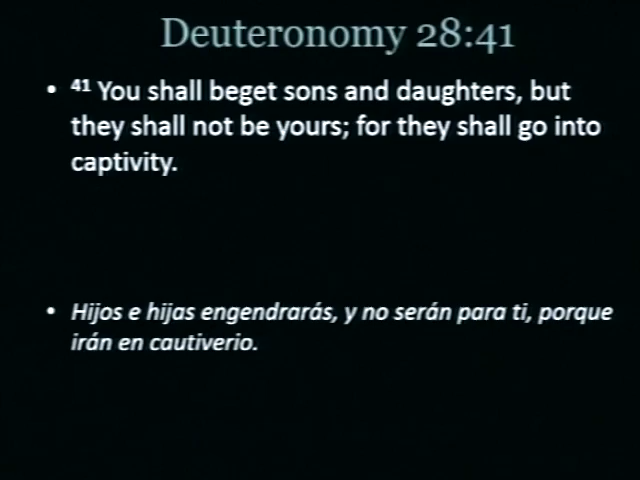 Deuteronomy 28:41
• 41 You shall beget sons and daughters, but
they shall not be yours; for they shall go into
captivity.
• Hijos e hijas engendrarás, y no serán para ti, porque
irán en cautiverio.